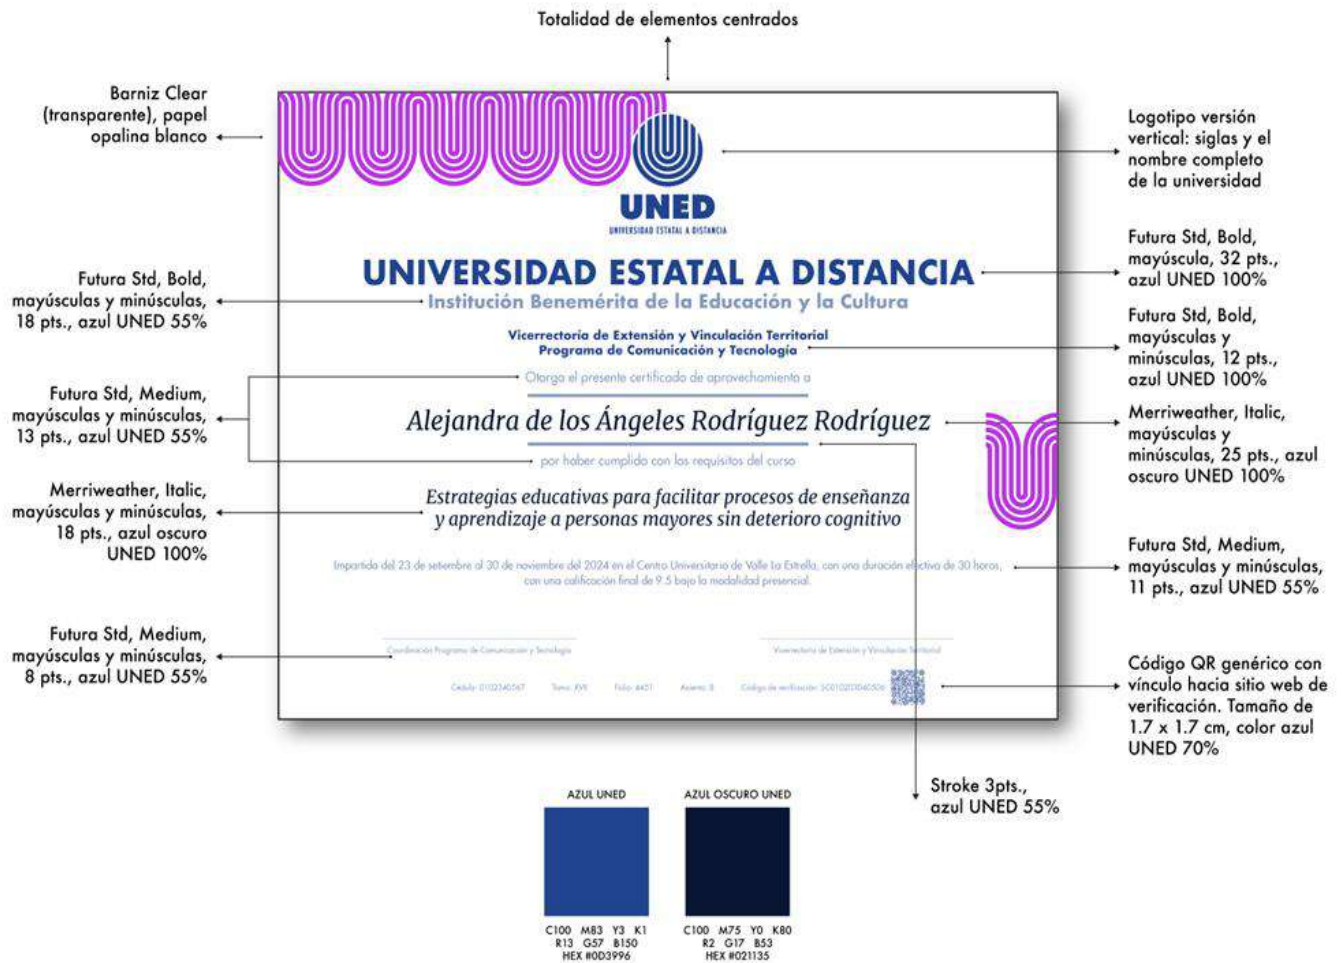 Totalidad de elementos centrados
Barniz Clear
(transparente), papel
opalina blanco
Logotipo versión
vertical: siglas y el
nombre completo
de la universidad
UNED
UNIVERSIDAD ESTATAL A DISTANCIA
UNIVERSIDAD ESTATAL A DISTANCIA
Institución Benemérita de la Educación y la Cultura
Futura Std, Bold,
mayúscula, 32 pts.,
azul UNED 100%
Futura Std, Bold,
mayúsculas y minúsculas,
18 pts., azul UNED 55%
Vicerrectoría de Extensión y Vinculación Territorial
Programa de Comunicación y Tecnología
Futura Std, Bold,
mayúsculas y
minúsculas, 12 pts.,
azul UNED 100%
Otorga el presente certificado de aprovechamiento a
Futura Std, Medium,
mayúsculas y minúsculas,
13 pts., azul UNED 55%
Alejandra de los Ángeles Rodríguez Rodríguez
Merriweather, Italic,
mayúsculas y
minúsculas, 25 pts., azul
oscuro UNED 100%
por haber cumplido con los requisitos del curso
Merriweather, Italic,
mayúsculas y minúsculas,
18 pts., azul oscuro
UNED 100%
Estrategias educativas para facilitar procesos de enseñanza
y aprendizaje a personas mayores sin deterioro cognitivo
Impartida del 23 de setiembre al 30 de noviembre del 2024 en el Centro Universitario de Valle La Estrella, con una duración efectiva de 30 horas,
con una calificación final de 9.5 bajo la modalidad presencial.
Futura Std, Medium,
mayúsculas y minúsculas,
11 pts., azul UNED 55%
Futura Std, Medium,
mayúsculas y minúsculas,
8 pts., azul UNED 55%
Coordinación Programa de Comunicación y Tecnología
Vicerrectoría de Extensión y Vinculación Territorial
Cédula: Tomo: XVII Folio: 4451 Asiento: 8 Código de verificación:
Código QR genérico con
vínculo hacia sitio web de
verificación. Tamaño de
1.7 x 1.7 cm, color azul
UNED 70%
Stroke 3pts.,
azul UNED 55%
AZUL UNED
C100 M83 Y3 K1
R13 G57 B150
HEX #0D3996
AZUL OSCURO UNED
C100 M75 Y0 K80
R2 G17 B53
HEX #021135